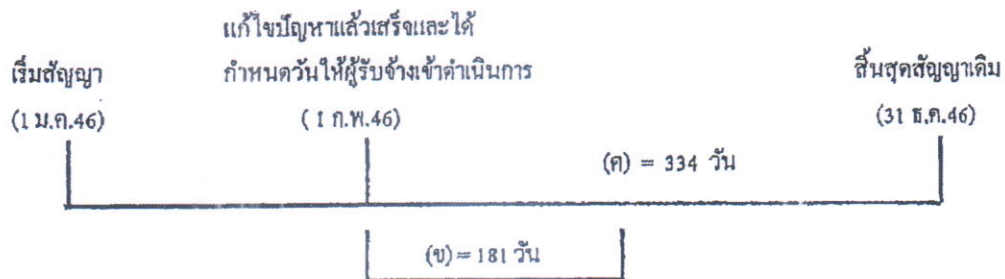 แก้ไขปัญหาแล้วเสร็จและได้
เริ่มสัญญา กำหนดวันให้ผู้รับจ้างเข้าดำเนินการ สิ้นสุดสัญญาเดิม
(1 ม.ค.46) ( 1 ก.พ.46) (31 ธ.ค.46)
(ค) = 334 วัน
(ข) = 181 วัน